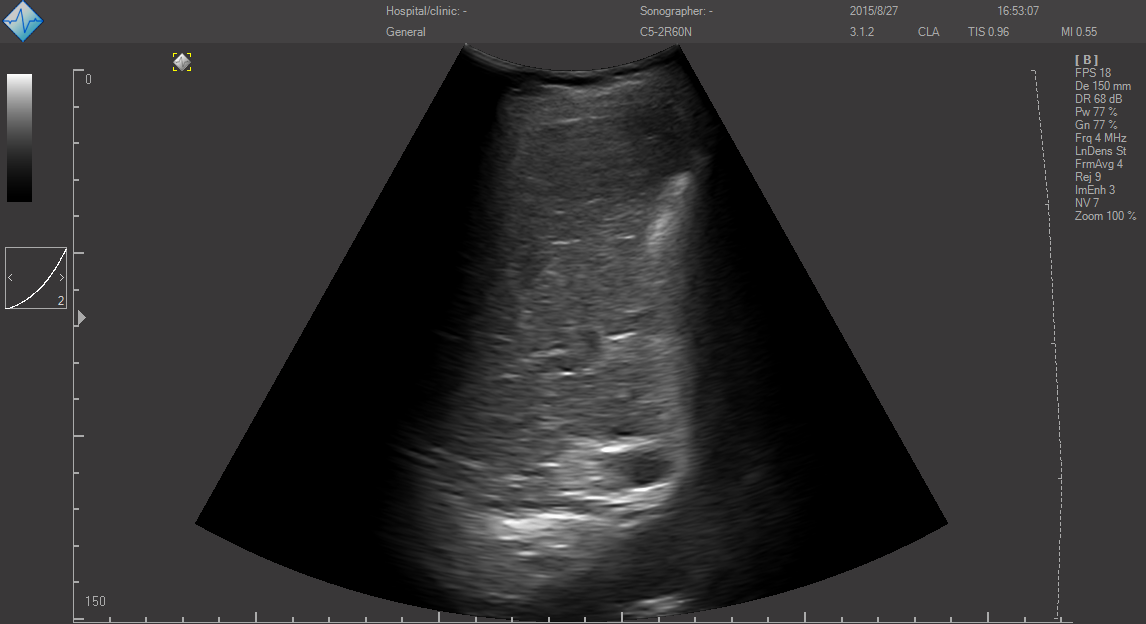 Hospital/clinic: - Sonographer: - 2015/8/27 16:53:07
General C5-2R60N 3.1.2 CLA TIS 0.96 MI 0.55
[ B ]
FPS 18
De 150 mm
DR 68 dB
Pw 77 %
Gn 77 %
Frq 4 MHz
LnDens St
FrmAvg 4
Rej 9
ImEnh 3
NV 7
Zoom 100 %
0
2
150